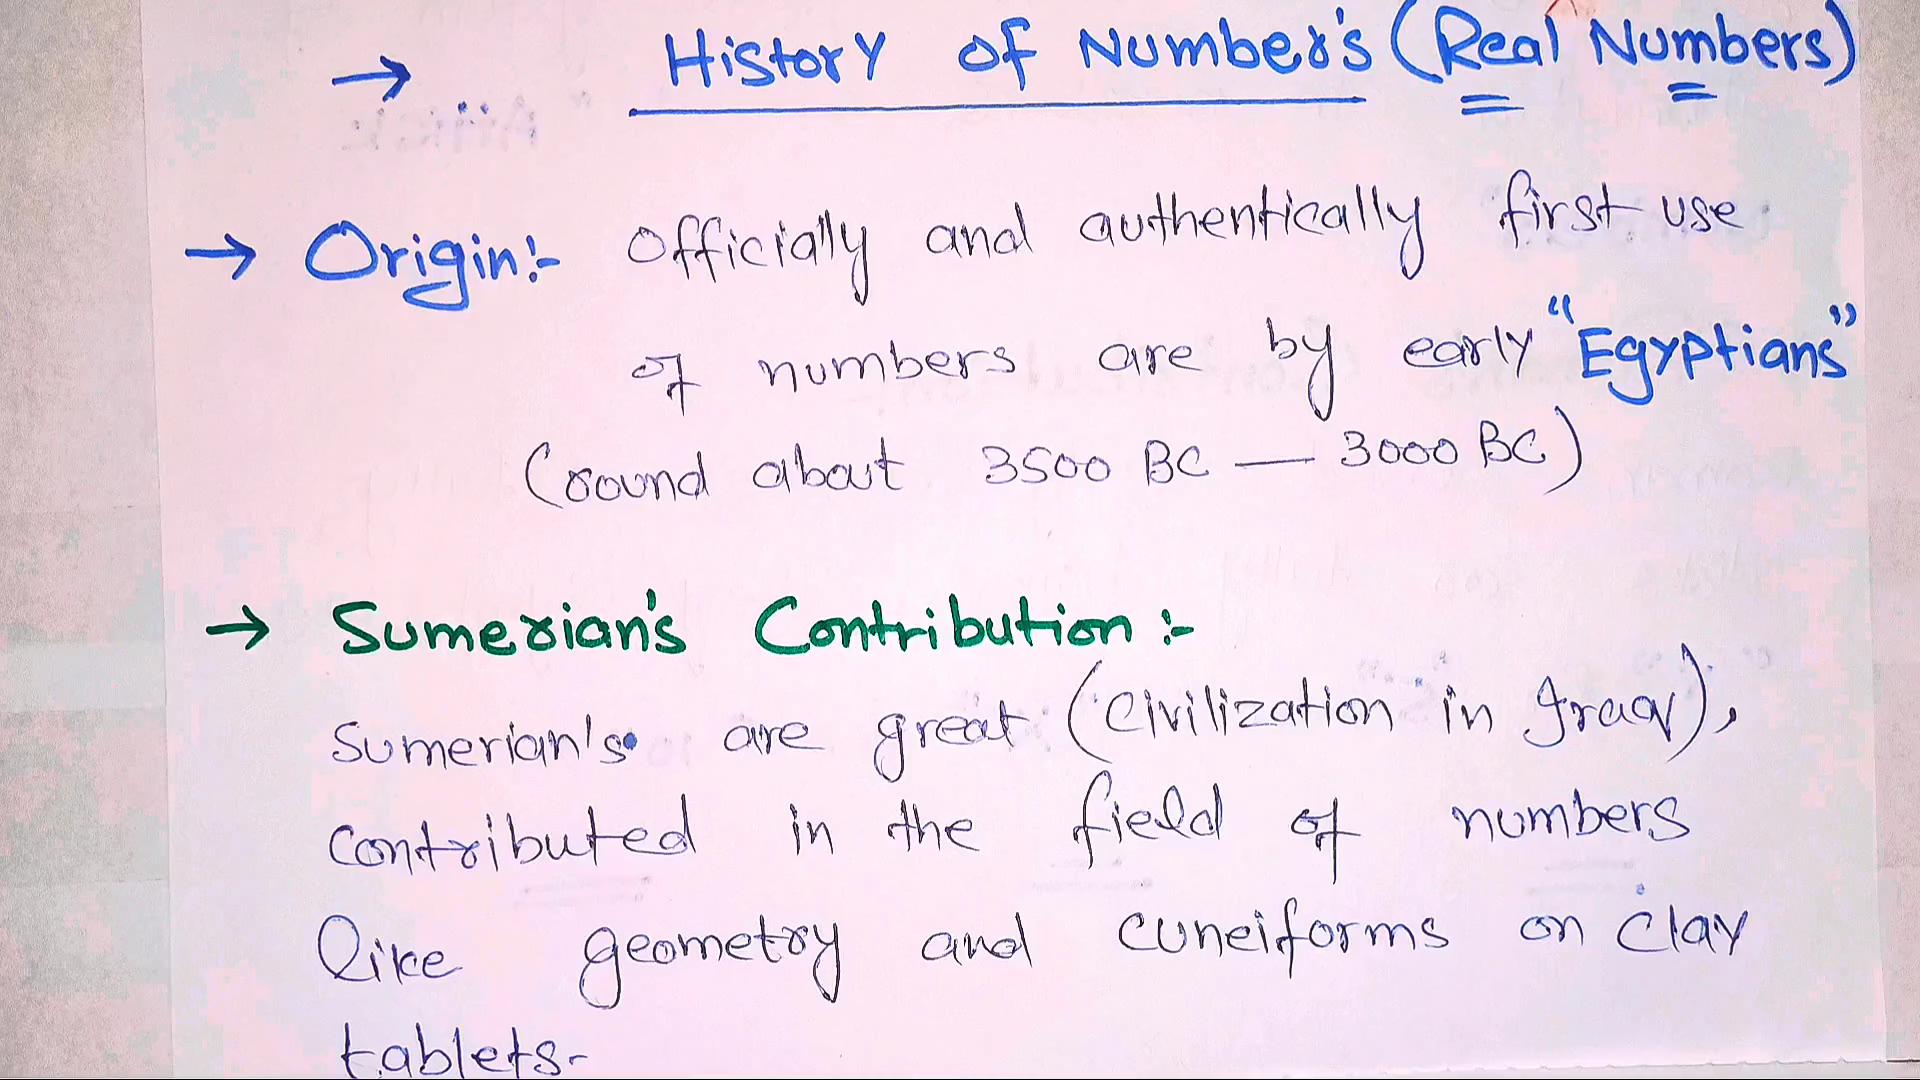 → History of Number's (Real Numbers)
→ Origin:- Officially and authentically first use
of numbers are by early "Egyptians"
(round about 3500 BC — 3000 BC)
→ Sumerian's Contribution :-
Sumerian's are great (civilization in Iraq),
contributed in the field of numbers
like geometry and cuneiforms on clay
tablets-